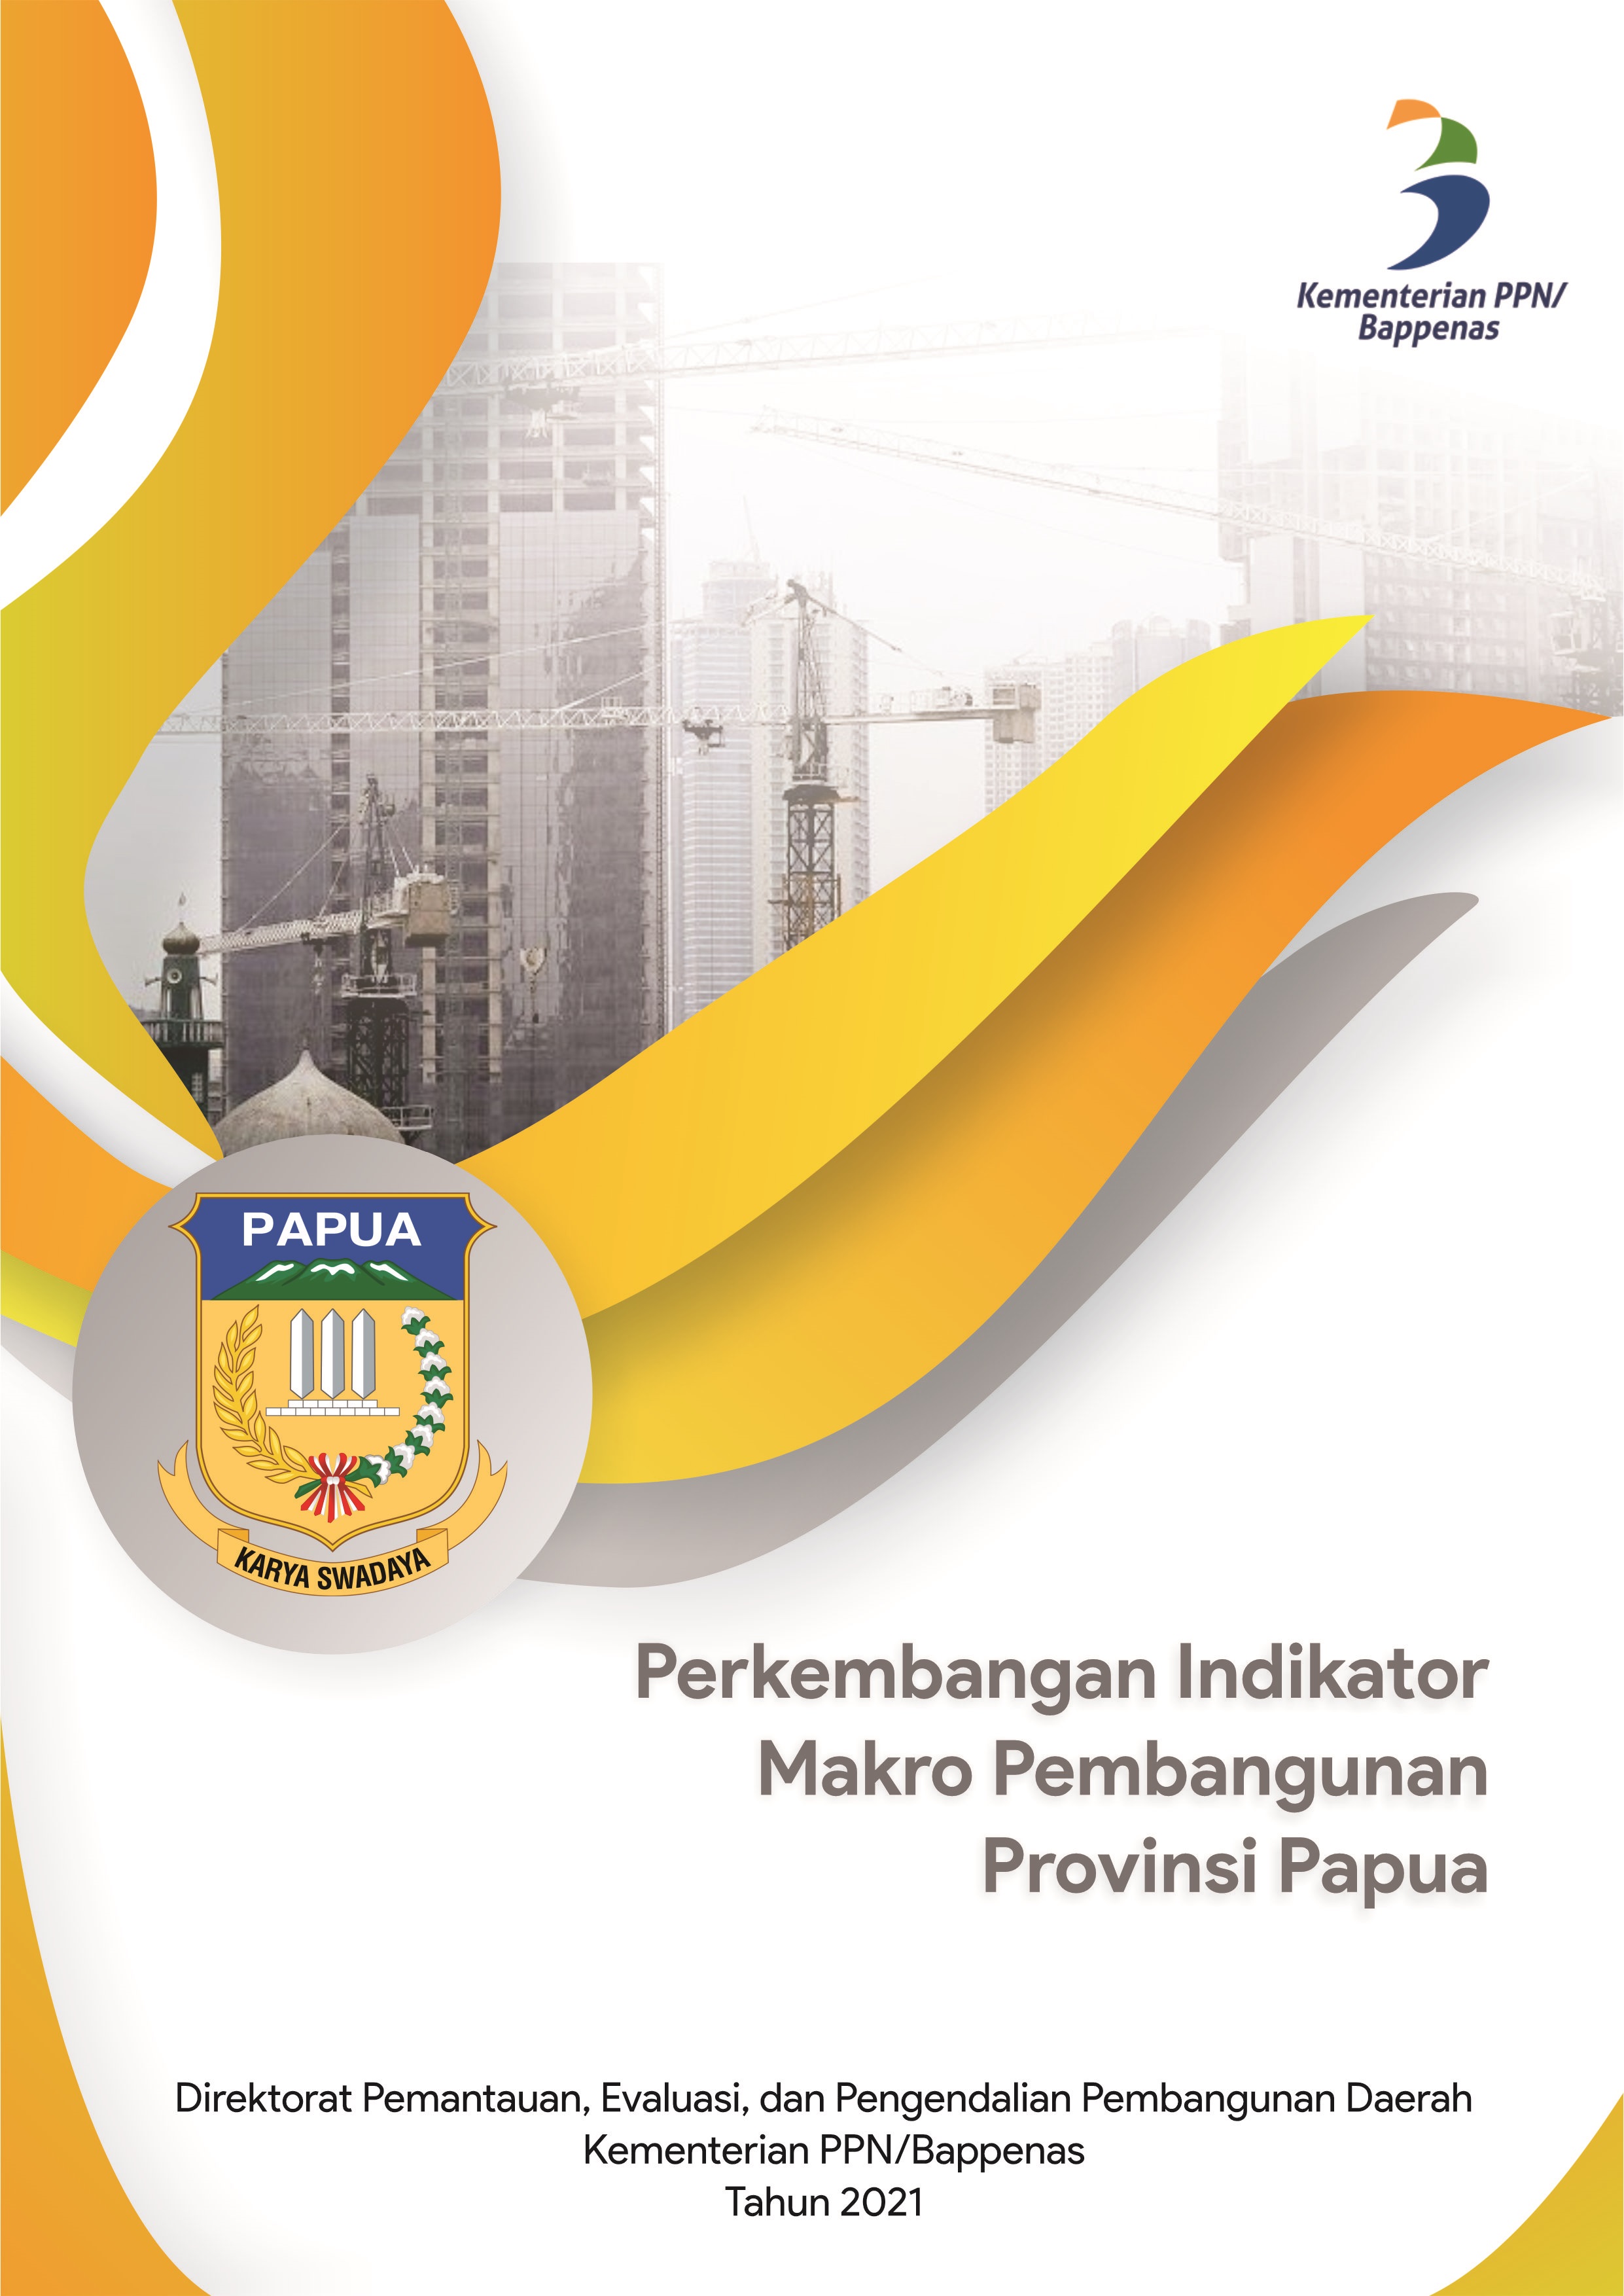 Kementerian PPN/
Bappenas
PAPUA
KARYA SWADAYA
Perkembangan Indikator
Makro Pembangunan
Provinsi Papua
Direktorat Pemantauan, Evaluasi, dan Pengendalian Pembangunan Daerah
Kementerian PPN/Bappenas
Tahun 2021